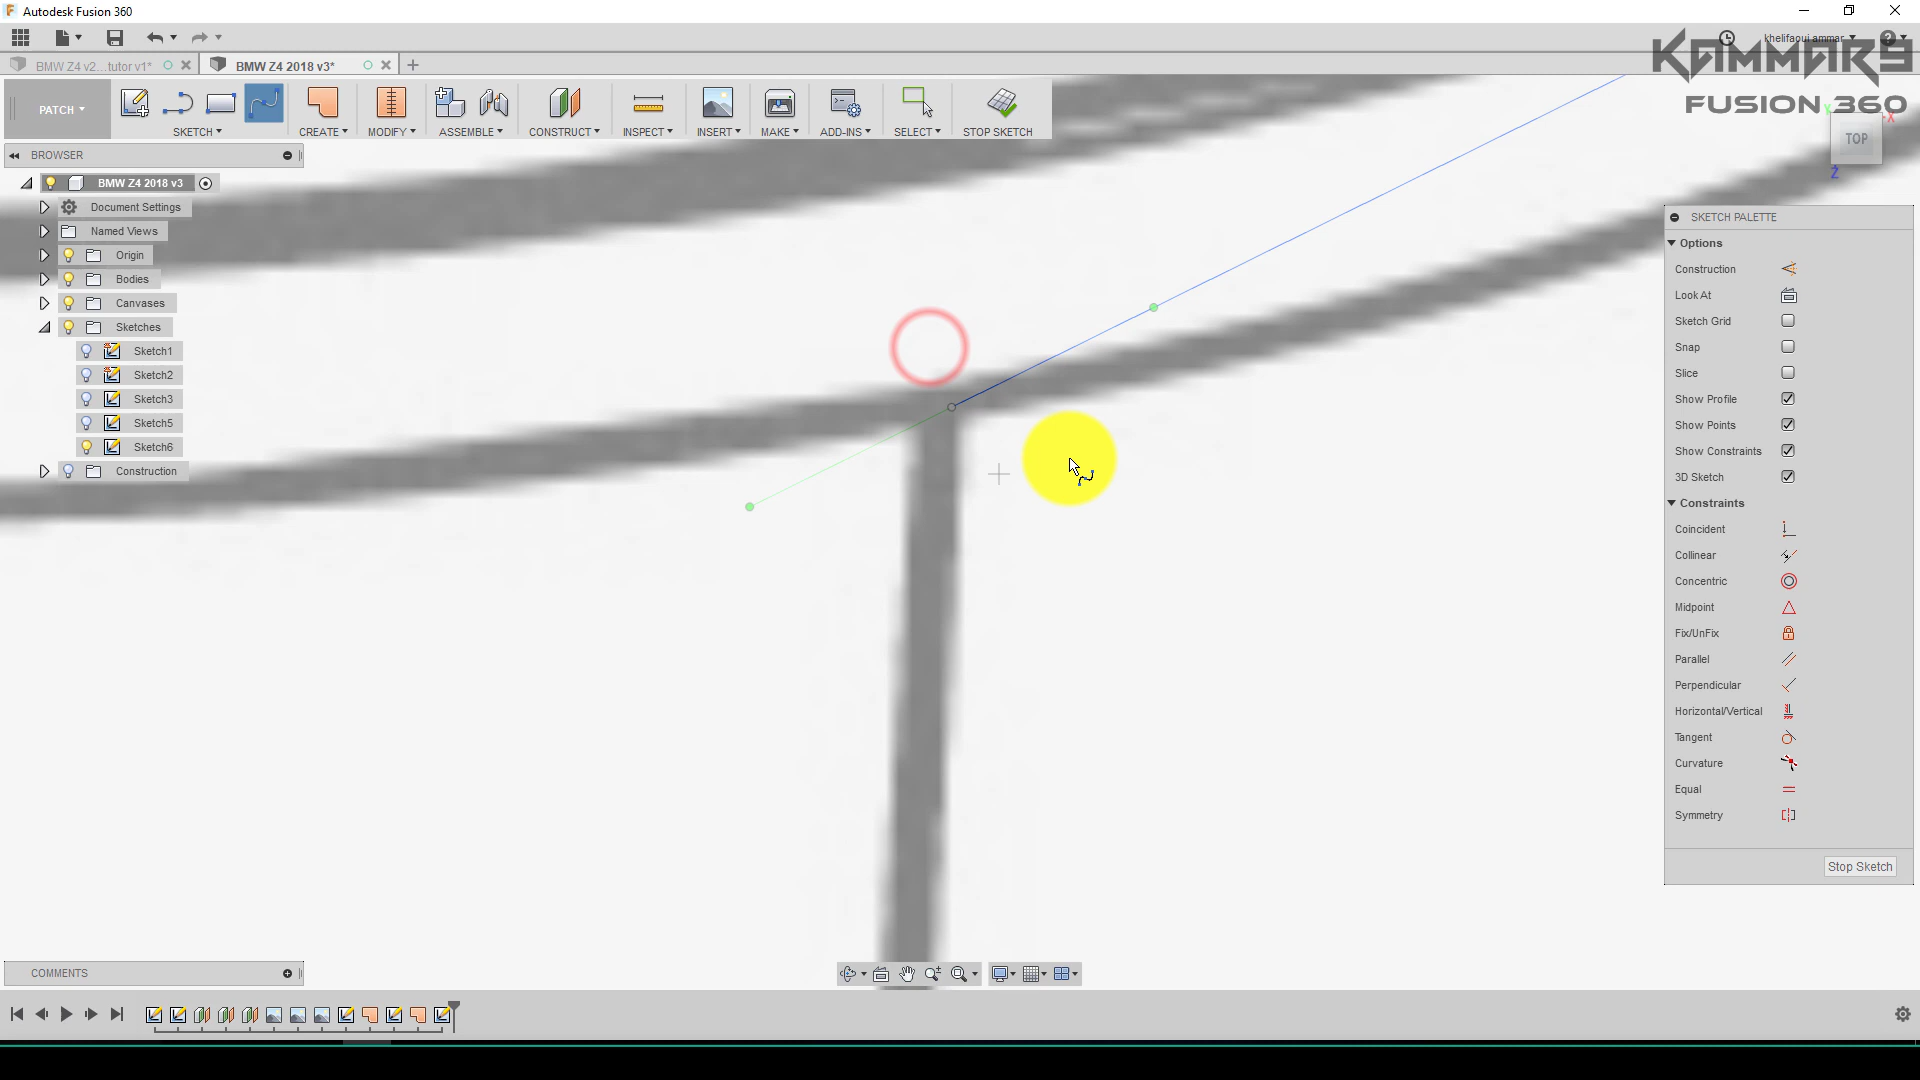 Autodesk Fusion 360
khelifaoui ammar
KAMMAR9
FUSION 360
BMW Z4 v2...tutor v1*
BMW Z4 2018 v3*
PATCH
SKETCH
CREATE
MODIFY
ASSEMBLE
CONSTRUCT
INSPECT
INSERT
MAKE
ADD-INS
SELECT
STOP SKETCH
X
Y
TOP
Z
BROWSER
BMW Z4 2018 v3
Document Settings
Named Views
Origin
Bodies
Canvases
Sketches
Sketch1
Sketch2
Sketch3
Sketch5
Sketch6
Construction
SKETCH PALETTE
Options
Construction
Look At
Sketch Grid
Snap
Slice
Show Profile
Show Points
Show Constraints
3D Sketch
Constraints
Coincident
Collinear
Concentric
Midpoint
Fix/UnFix
Parallel
Perpendicular
Horizontal/Vertical
Tangent
Curvature
Equal
Symmetry
Stop Sketch
COMMENTS